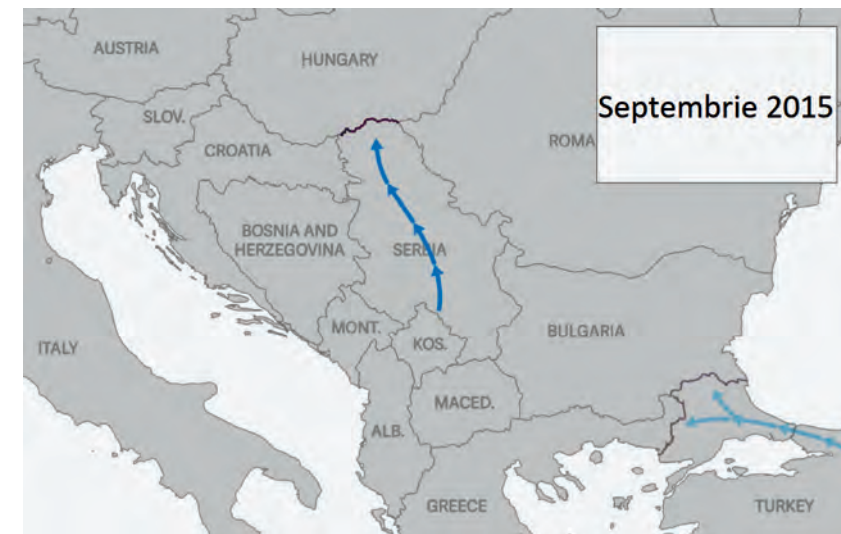 AUSTRIA
HUNGARY
Septembrie 2015
SLOV.
CROATIA
ROMA
BOSNIA AND
HERZEGOVINA
SERBIA
MONT.
KOS.
BULGARIA
ITALY
MACED.
ALB.
GREECE
TURKEY